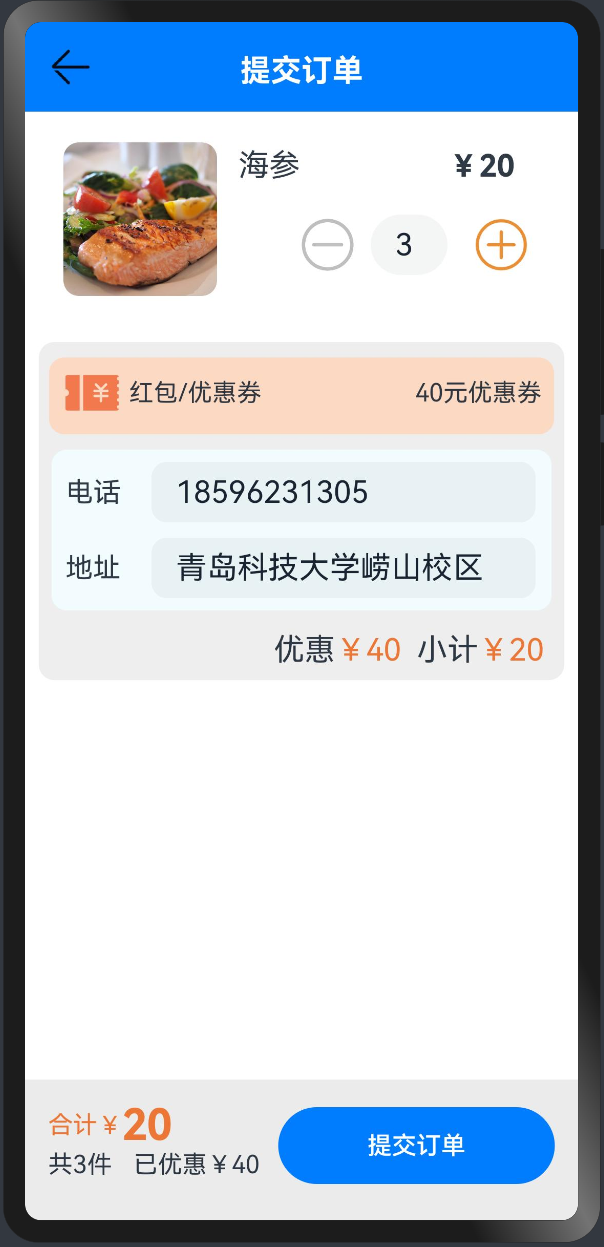 提交订单
海参 ¥ 20
3
¥ 红包/优惠券 40元优惠券
电话 18596231305
地址 青岛科技大学崂山校区
优惠¥40 小计¥20
合计¥20
共3件 已优惠¥40
提交订单